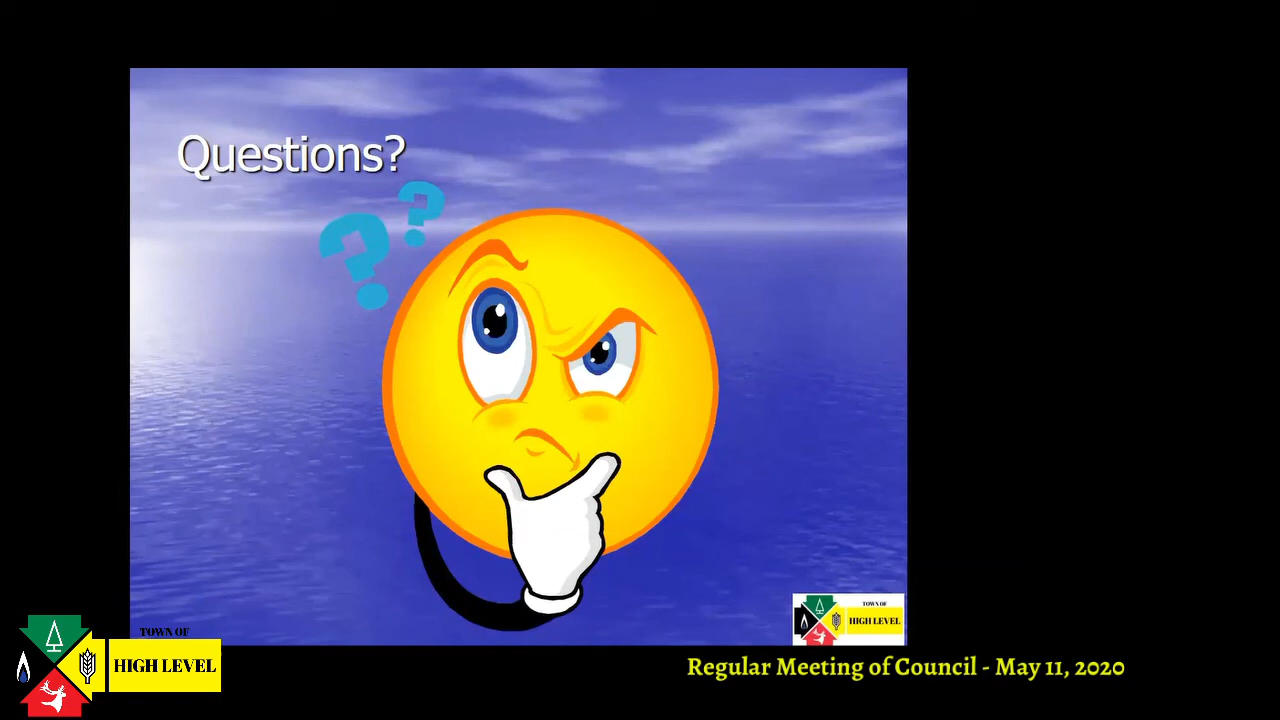 Questions?
? ?
TOWN OF
HIGH LEVEL
TOWN OF
HIGH LEVEL
Regular Meeting of Council - May 11, 2020